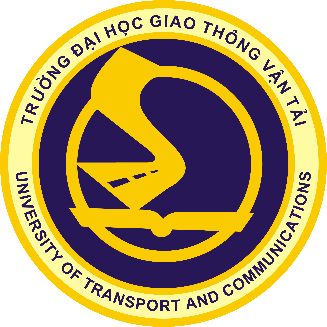 TRƯỜNG ĐẠI HỌC GIAO THÔNG VẬN TẢI
UNIVERSITY OF TRANSPORT AND COMMUNICATIONS